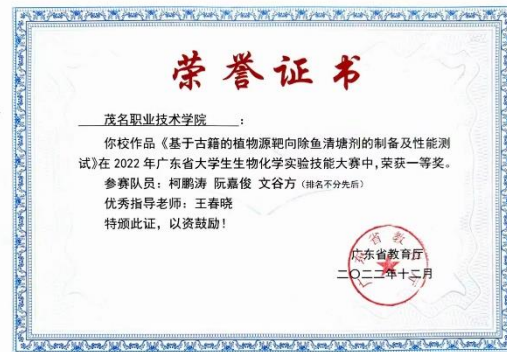 荣誉证书
茂名职业技术学院 :
你校作品《基于古籍的植物源靶向除鱼清塘剂的制备及性能测
试》在 2022 年广东省大学生生物化学实验技能大赛中,荣获一等奖。
参赛队员:柯鹏涛 阮嘉俊 文谷方(排名不分先后)
优秀指导老师:王春晓
特颁此证,以资鼓励!
广东省教育厅
二〇二二年十二月
广东省教育厅